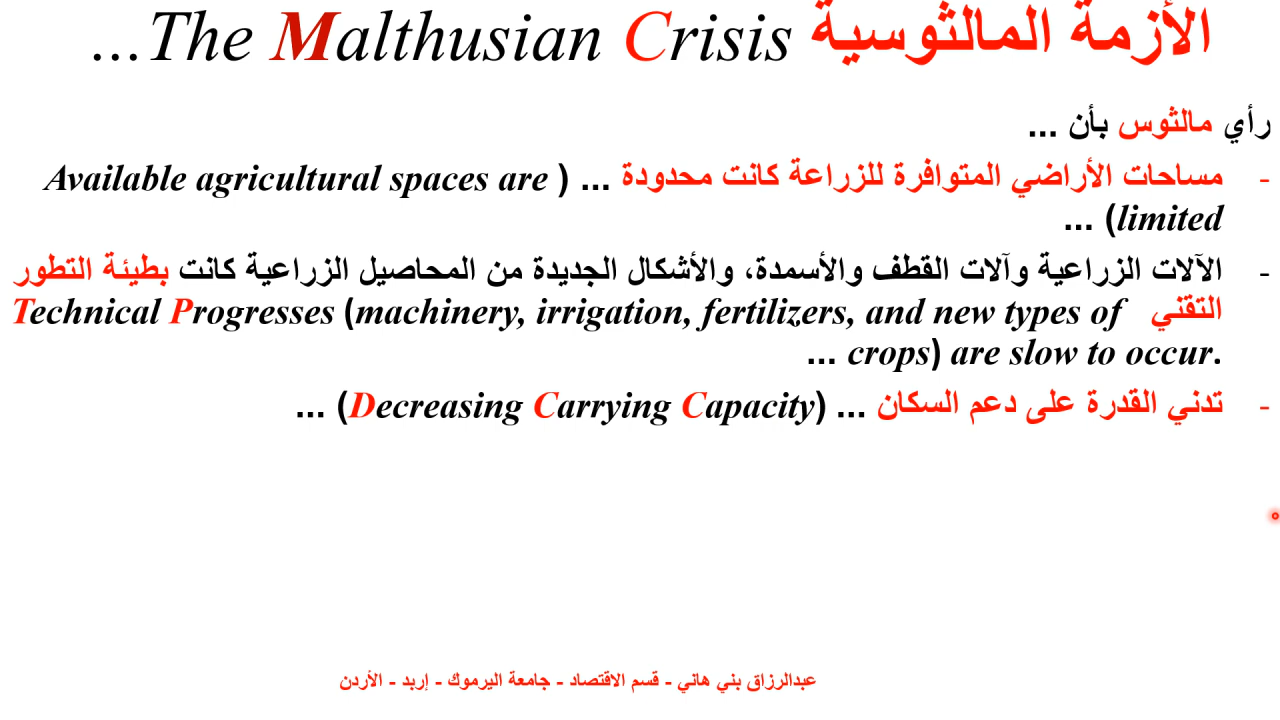 الأزمة المالثوسية The Malthusian Crisis...
رأي مالثوس بأن ...
- مساحات الأراضي المتوافرة للزراعة كانت محدودة ... ( Available agricultural spaces are
limited) ...
- الآلات الزراعية وآلات القطف والأسمدة، والأشكال الجديدة من المحاصيل الزراعية كانت بطيئة التطور
التقني Technical Progresses (machinery, irrigation, fertilizers, and new types of
crops) are slow to occur. ...
- تدني القدرة على دعم السكان ... (Decreasing Carrying Capacity) ...
عبدالرزاق بني هاني - قسم الاقتصاد - جامعة اليرموك - إربد - الأردن